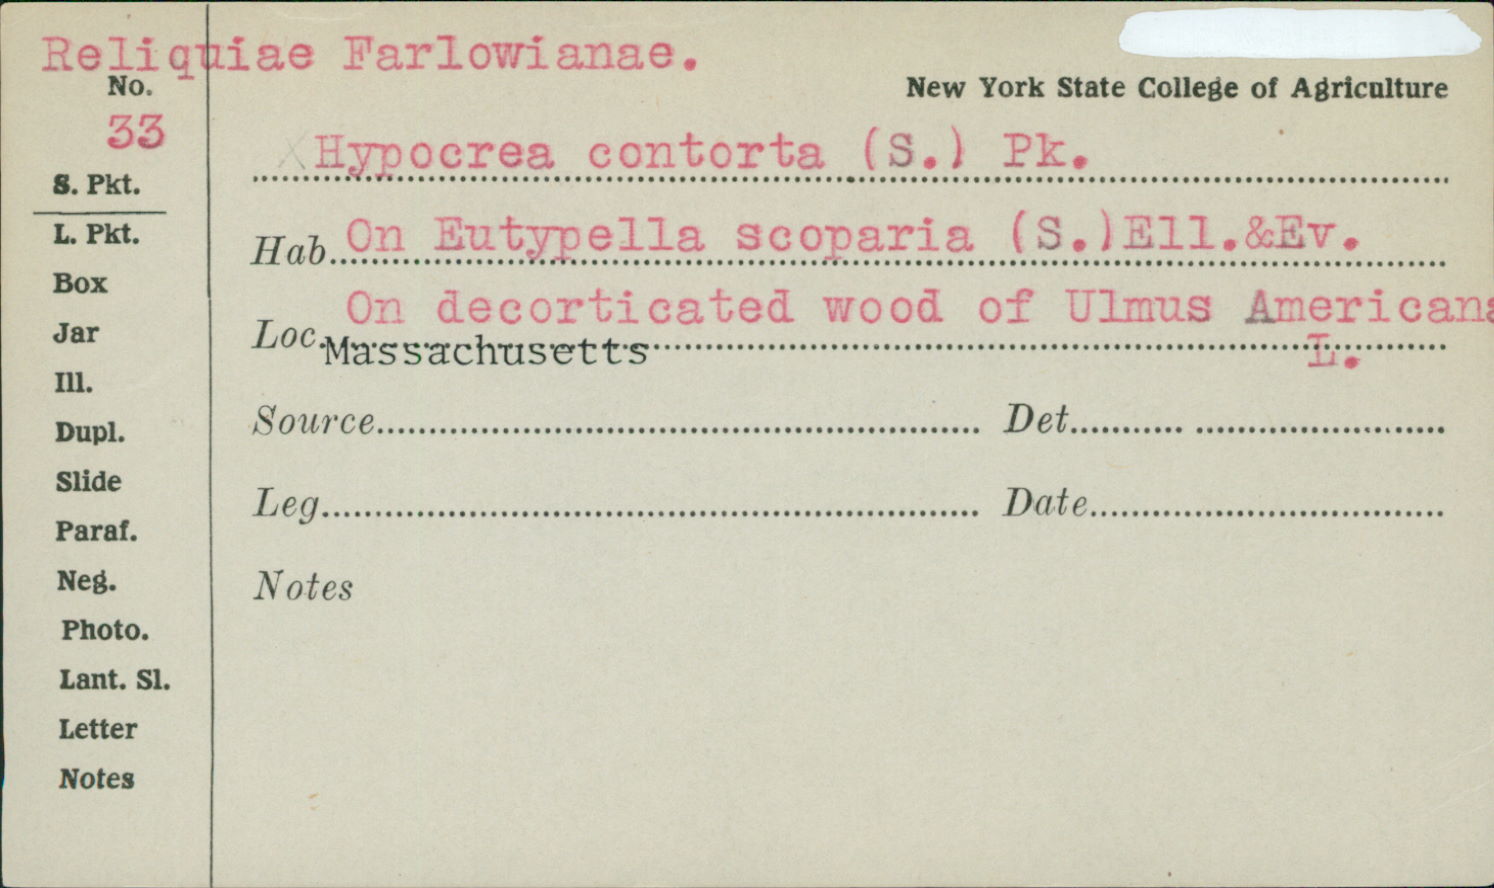 Reliquiae Farlowianae.
No.
New York State College of Agriculture
33
X Hypocrea contorta (S.) Pk.
S. Pkt.
L. Pkt.
Hab. On Eutypella scoparia (S.)Ell.&Ev.
Box
On decorticated wood of Ulmus Americana
Jar
Loc. Massachusetts L.
Ill.
Dupl.
Source Det.
Slide
Leg. Date
Paraf.
Neg.
Notes
Photo.
Lant. Sl.
Letter
Notes